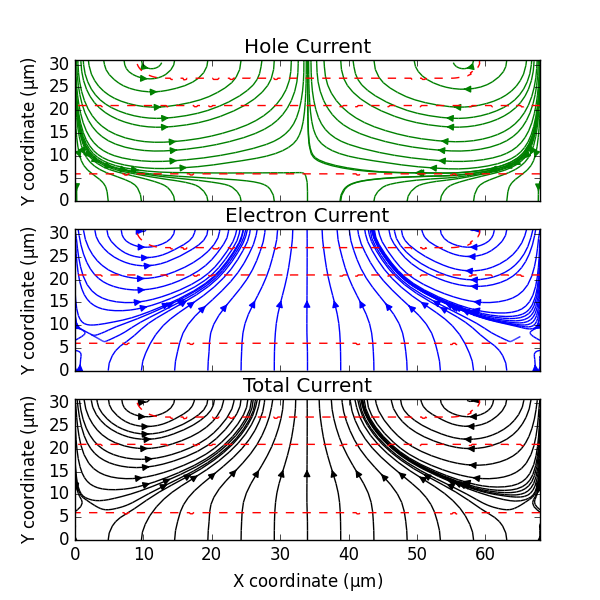 Hole Current
30
25
20
15
10
5
0
Y coordinate (μm)
Electron Current
30
25
20
15
10
5
0
Y coordinate (μm)
Total Current
30
25
20
15
10
5
0
Y coordinate (μm)
0 10 20 30 40 50 60
X coordinate (μm)